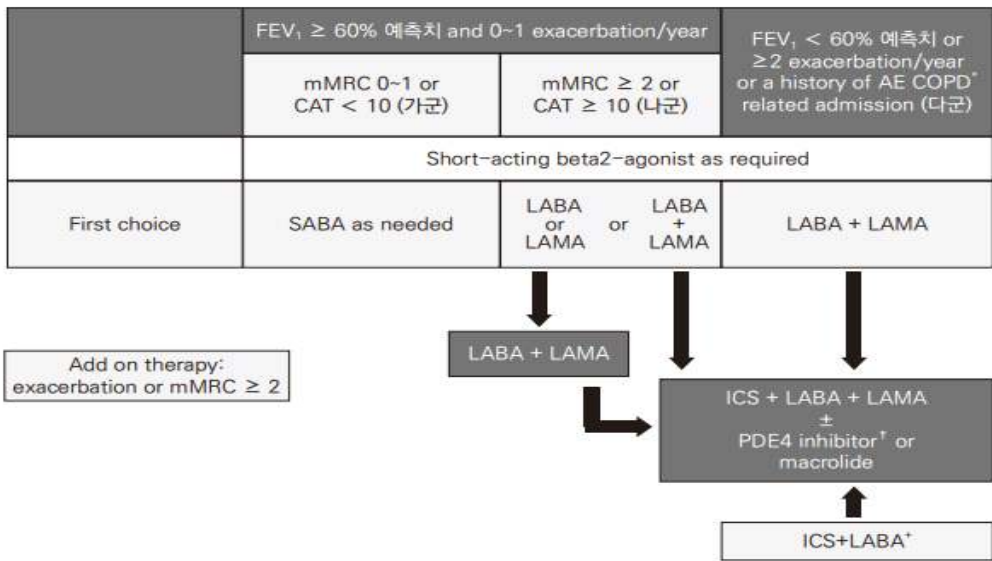 FEV₁ ≥ 60% 예측치 and 0~1 exacerbation/year
FEV₁ < 60% 예측치 or
≥2 exacerbation/year
or a history of AE COPD*
related admission (다군)
mMRC 0~1 or
CAT < 10 (가군)
mMRC ≥ 2 or
CAT ≥ 10 (나군)
Short-acting beta2-agonist as required
First choice
SABA as needed
LABA
or
LAMA
or
LABA
+
LAMA
LABA + LAMA
LABA + LAMA
Add on therapy:
exacerbation or mMRC ≥ 2
ICS + LABA + LAMA
±
PDE4 inhibitor† or
macrolide
ICS+LABA⁺